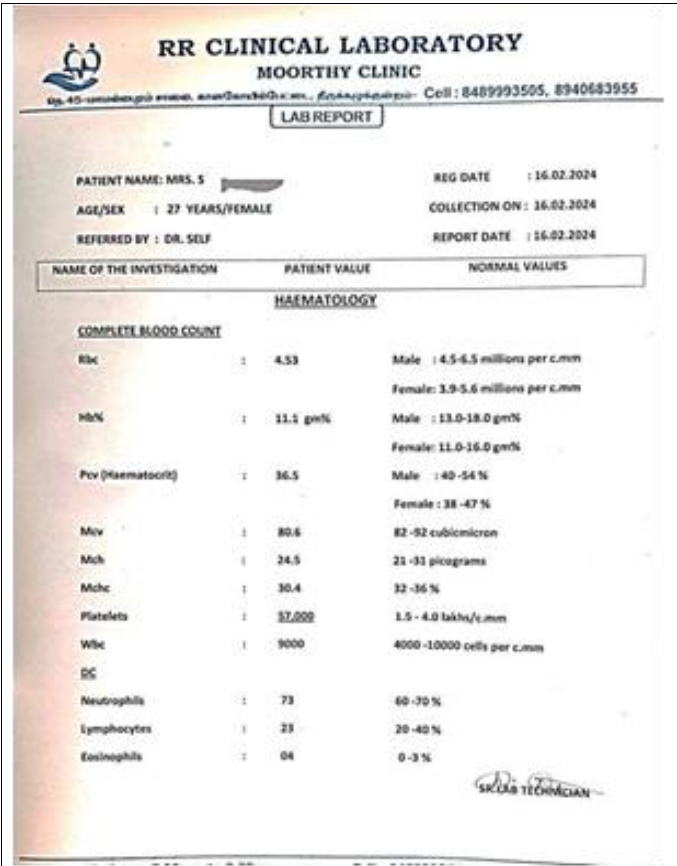 RR CLINICAL LABORATORY
MOORTHY CLINIC
Cell : 8489993505, 8940683955
LAB REPORT
PATIENT NAME: MRS. S
REG DATE : 16.02.2024
AGE/SEX : 27 YEARS/FEMALE
COLLECTION ON : 16.02.2024
REFERRED BY : DR. SELF
REPORT DATE : 16.02.2024
NAME OF THE INVESTIGATION PATIENT VALUE NORMAL VALUES
HAEMATOLOGY
COMPLETE BLOOD COUNT
Rbc : 4.53 Male : 4.5-6.5 millions per c.mm
Female: 3.9-5.6 millions per c.mm
Hb% : 11.1 gm% Male : 13.0-18.0 gm%
Female: 11.0-16.0 gm%
Pcv (Haematocrit) : 36.5 Male : 40 -54 %
Female : 38 -47 %
Mcv : 80.6 82 -92 cubicmicron
Mch : 24.5 21 -31 picograms
Mchc : 30.4 32 -36 %
Platelets : 57,000 1.5 - 4.0 lakhs/c.mm
Wbc : 9000 4000 -10000 cells per c.mm
DC
Neutrophils : 73 60 -70 %
Lymphocytes : 23 20 -40 %
Eosinophils : 04 0 -3 %
SR.LAB TECHNICIAN